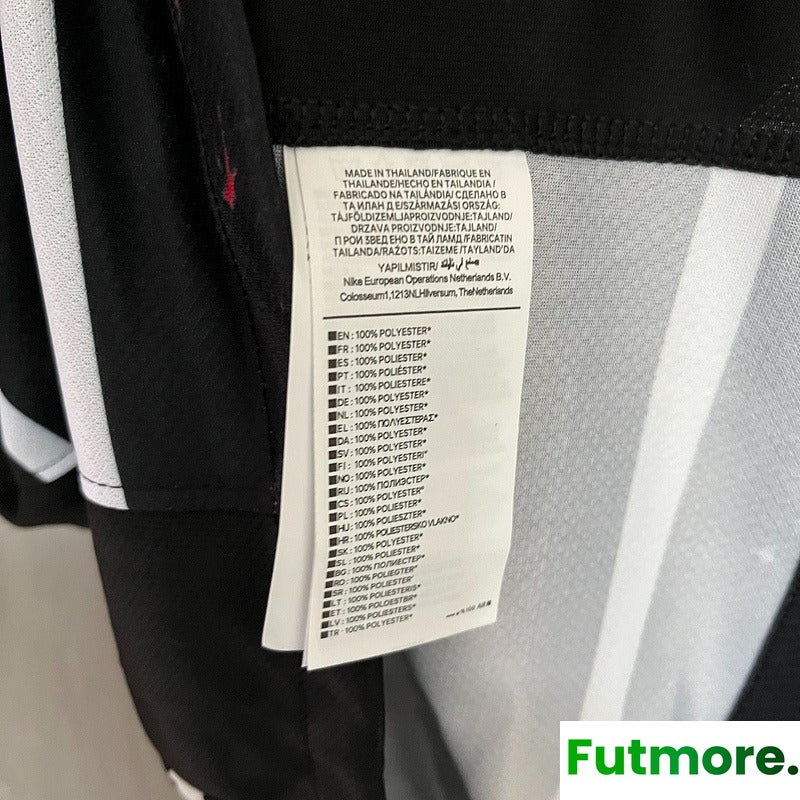 MADE IN THAILAND/FABRIQUE EN
THAILANDE/HECHO EN TAILANDIA /
FABRICADO NA TAILÂNDIA/ СДЕЛАНО В
ТА ИЛАН Д Е/SZÁRMAZÁSI ORSZÁG:
TÁJFÖLDIZEMLJAPROIZVODNJE:TAJLAND/
DRZAVA PROIZVODNJE: TAJLAND/
П РОИ ЗВЕД ЕНО В ТАЙ ЛАМД /FABRICATIN
TAILANDA/RAŽOTS:TAIZEME /TAYLAND'DA
YAPILMISTIR/
Nike European Operations Netherlands B.V.
Colosseum1,1213NLHilversum, TheNetherlands
EN : 100% POLYESTER*
FR : 100% POLYESTER*
ES : 100% POLIESTER*
PT : 100% POLIÉSTER*
IT : 100% POLIESTERE*
DE : 100% POLYESTER*
NL : 100% POLYESTER*
EL : 100% ΠΟΛΥΕΣΤΕΡΑΣ*
DA : 100% POLYESTER*
SV : 100% POLYESTER*
FI : 100% POLYESTERI*
NO : 100% POLYESTER*
RU : 100% ПОЛИЭСТЕР*
CS : 100% POLYESTER*
PL : 100% POLIESTER*
HU : 100% POLIESZTER*
HR : 100% POLIESTERSKO VLAKNO*
SK : 100% POLYESTER*
SL : 100% POLIESTER*
BG : 100% ПОЛИЕСТЕР*
RO : 100% POLIEGTER*
SR : 100% POLIESTER*
LT : 100% POLIESTERIS*
ET : 100% POLOESTBR*
LV : 100% POLIESTERS*
TR - 100% POLYESTER*
Futmore.